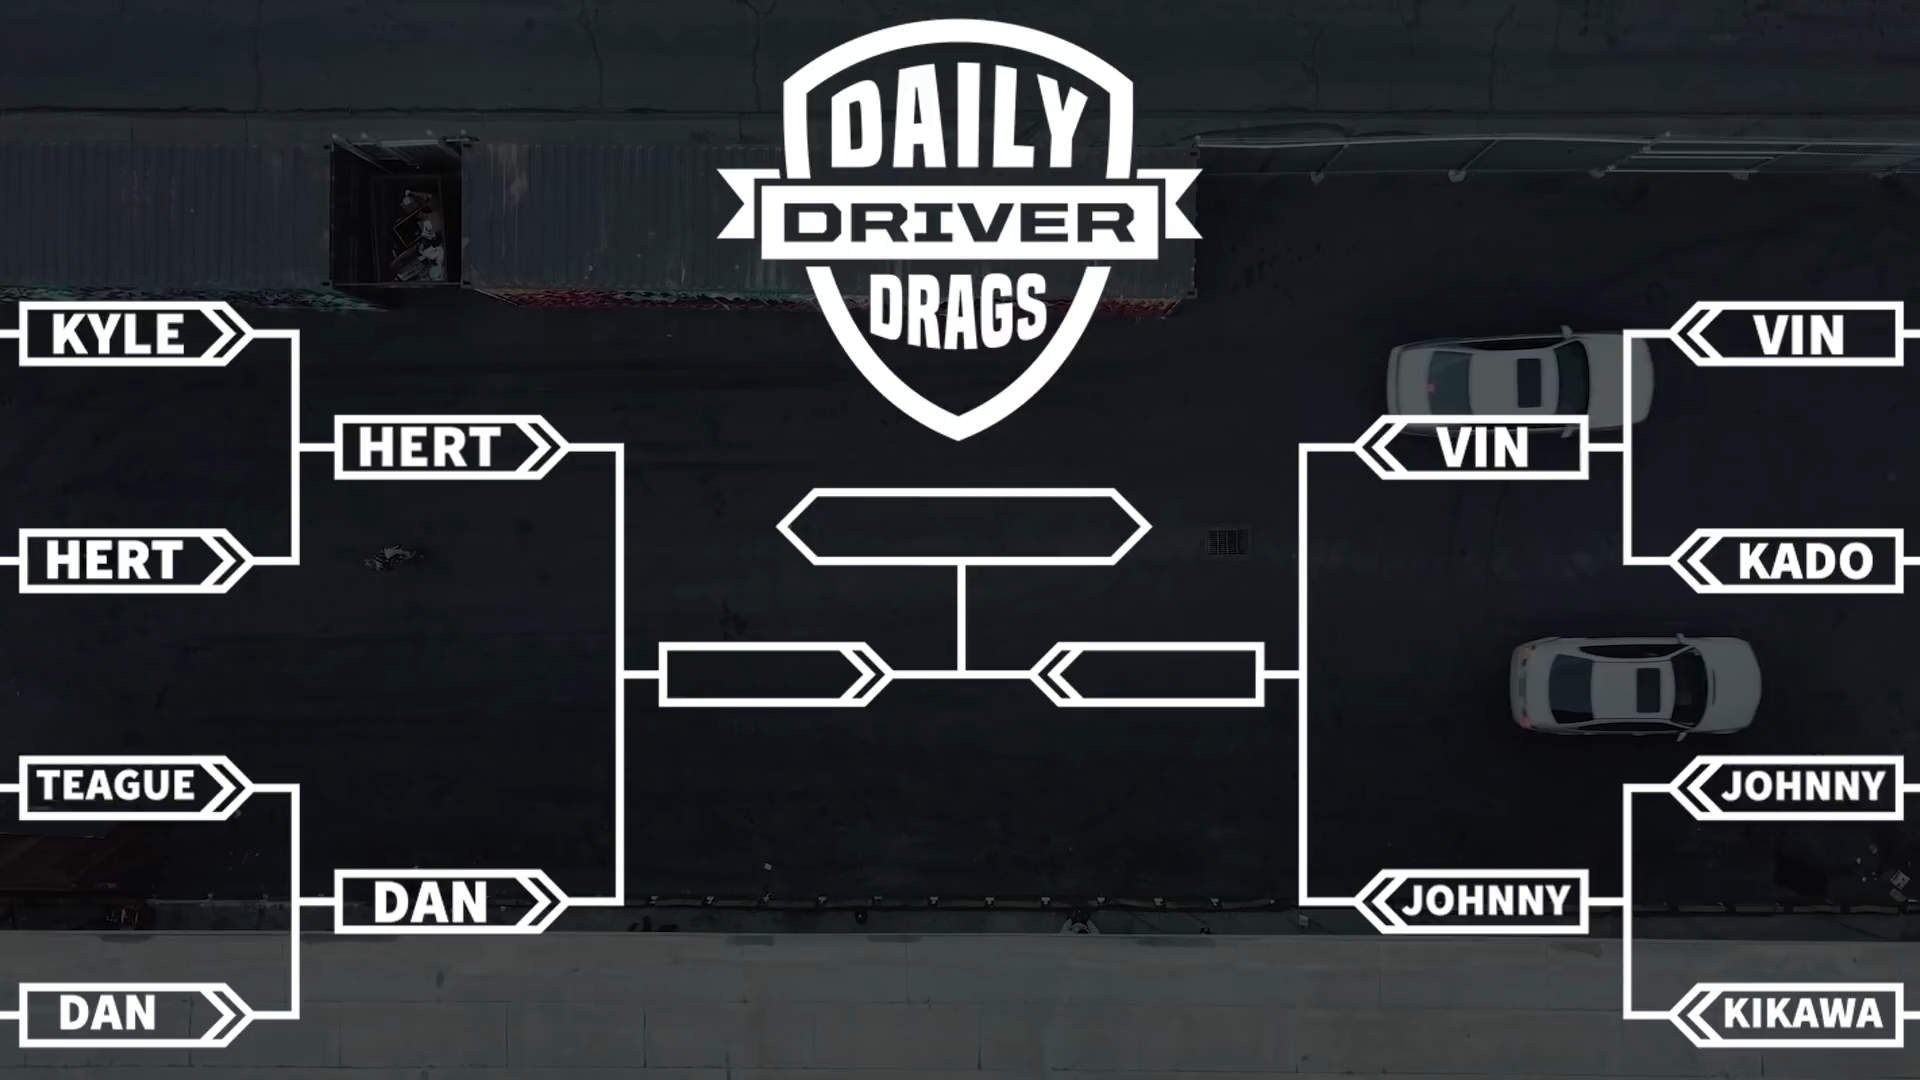 DAILY
DRIVER
DRAGS
KYLE
HERT
HERT
TEAGUE
DAN
DAN
VIN
VIN
KADO
JOHNNY
JOHNNY
KIKAWA